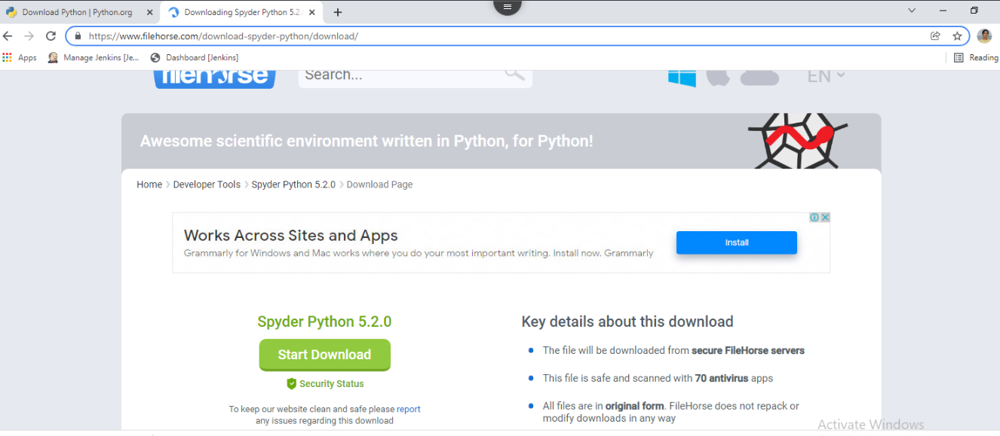 Download Python | Python.org
Downloading Spyder Python 5.2.
https://www.filehorse.com/download-spyder-python/download/
Apps
Manage Jenkins [Je...
Dashboard [Jenkins]
Reading
filehorse
Search...
EN
Awesome scientific environment written in Python, for Python!
Home > Developer Tools > Spyder Python 5.2.0 > Download Page
Works Across Sites and Apps
Grammarly for Windows and Mac works where you do your most important writing. Install now. Grammarly
Install
Spyder Python 5.2.0
Start Download
Security Status
To keep our website clean and safe please report
any issues regarding this download
Key details about this download
The file will be downloaded from secure FileHorse servers
This file is safe and scanned with 70 antivirus apps
All files are in original form. FileHorse does not repack or
modify downloads in any way
Activate Windows